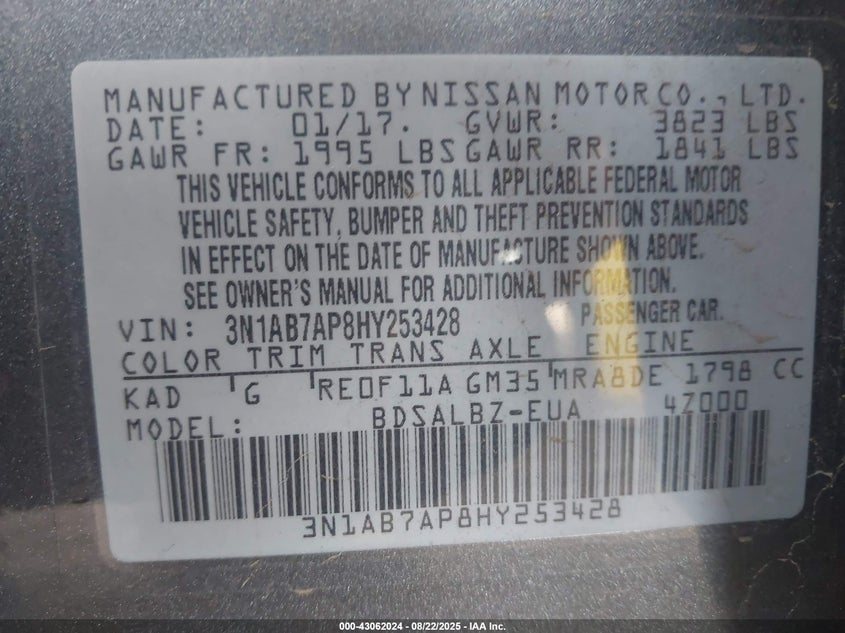 MANUFACTURED BY NISSAN MOTOR CO., LTD.
DATE: 01/17. GVWR: 3823 LBS
GAWR FR: 1995 LBS GAWR RR: 1841 LBS
THIS VEHICLE CONFORMS TO ALL APPLICABLE FEDERAL MOTOR
VEHICLE SAFETY, BUMPER AND THEFT PREVENTION STANDARDS
IN EFFECT ON THE DATE OF MANUFACTURE SHOWN ABOVE.
SEE OWNER'S MANUAL FOR ADDITIONAL INFORMATION.
VIN: 3N1AB7AP8HY253428 PASSENGER CAR.
COLOR TRIM TRANS AXLE ENGINE
KAD G RE0F11A GM35 MRA8DE 1798 CC
MODEL: BDSALBZ-EUA 4Z000
3N1AB7AP8HY253428
000-43062024 - 08/22/2025 - IAA Inc.